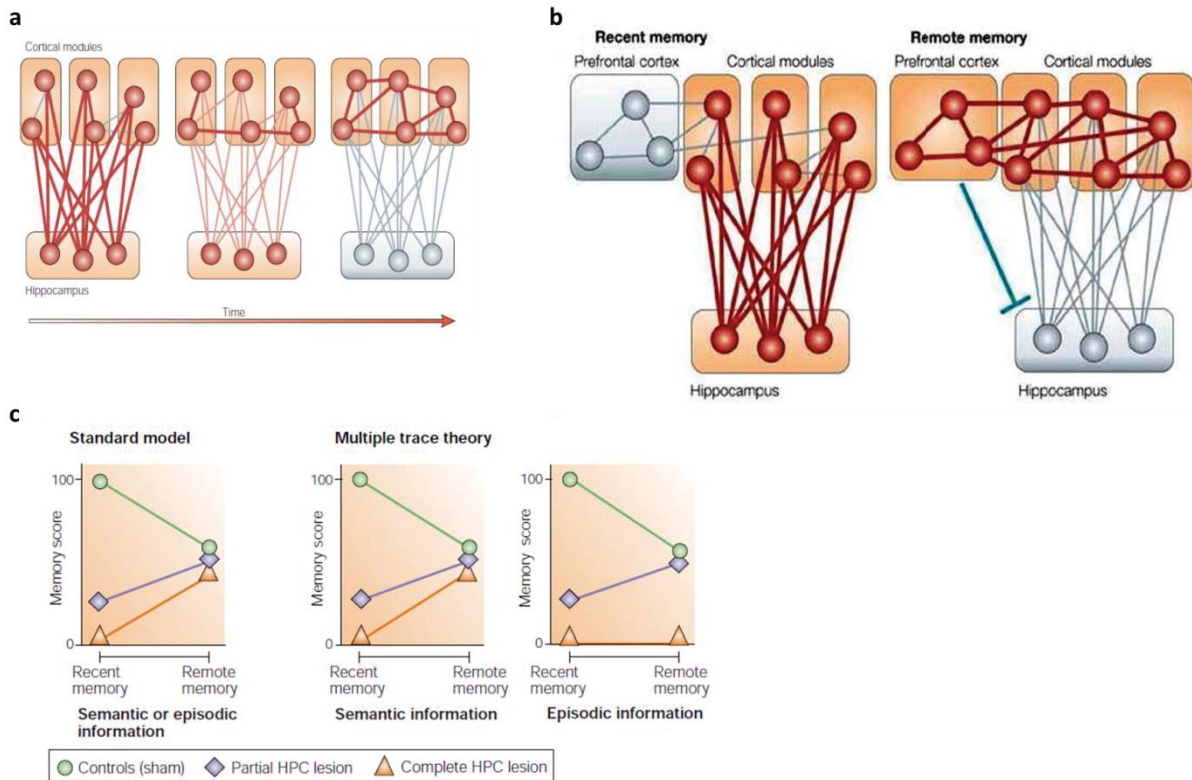 a
Cortical modules
Hippocampus
Time
b
Recent memory
Prefrontal cortex
Cortical modules
Hippocampus
Remote memory
Prefrontal cortex
Cortical modules
Hippocampus
c
Standard model
100
Memory score
0
Recent
memory
Remote
memory
Semantic or episodic
information
Multiple trace theory
100
Memory score
0
Recent
memory
Remote
memory
Semantic information
100
Memory score
0
Recent
memory
Remote
memory
Episodic information
Controls (sham)
Partial HPC lesion
Complete HPC lesion